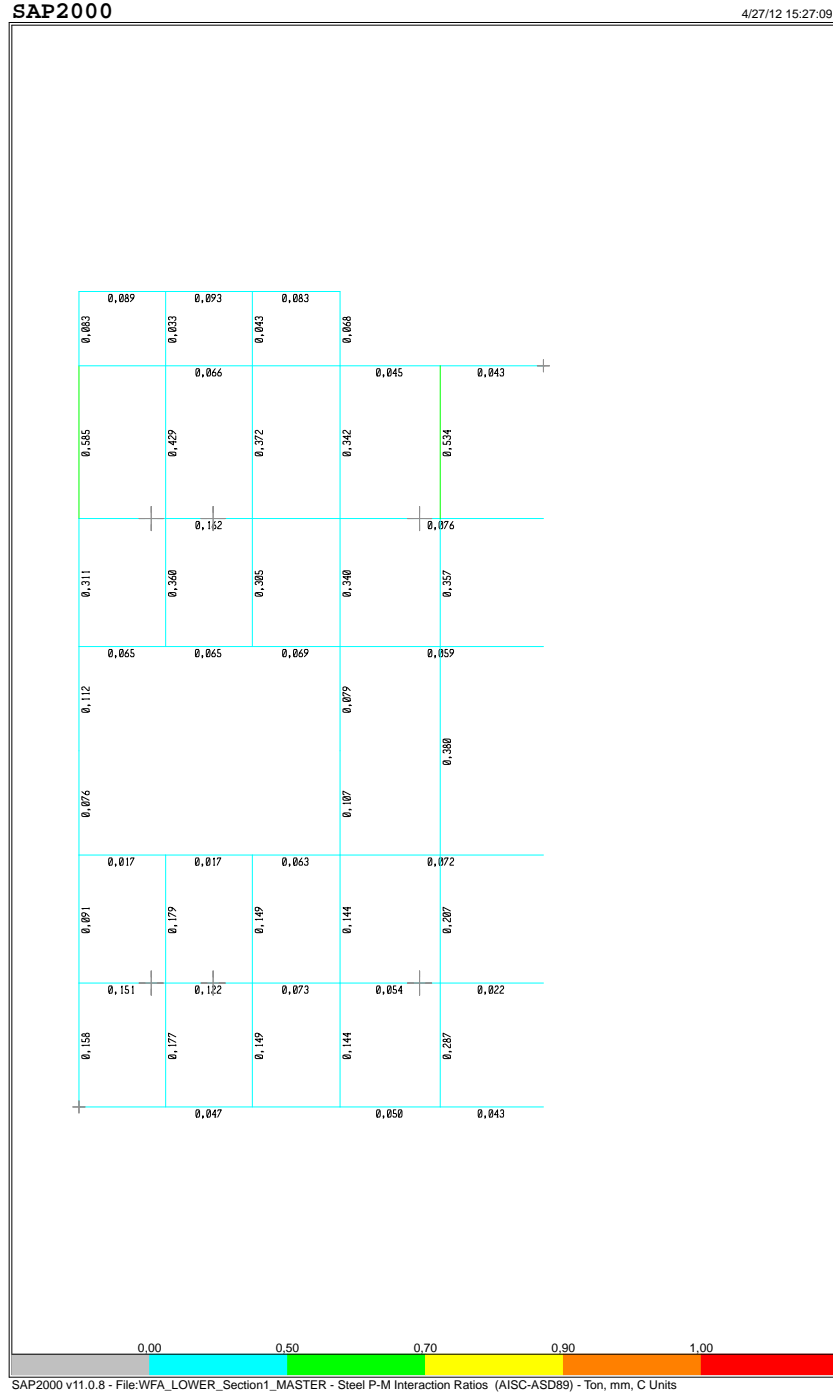 SAP2000 4/27/12 15:27:09
0,089 0,093 0,083
0,083 0,033 0,043 0,068
0,066 0,045 0,043
0,585 0,429 0,372 0,342 0,534
0,162 0,076
0,311 0,360 0,305 0,340 0,357
0,065 0,065 0,069 0,059
0,112 0,079
0,380
0,076 0,107
0,017 0,017 0,063 0,072
0,091 0,179 0,149 0,144 0,207
0,151 0,122 0,073 0,054 0,022
0,158 0,177 0,149 0,144 0,287
0,047 0,050 0,043
0,00 0,50 0,70 0,90 1,00
SAP2000 v11.0.8 - File:WFA_LOWER_Section1_MASTER - Steel P-M Interaction Ratios (AISC-ASD89) - Ton, mm, C Units